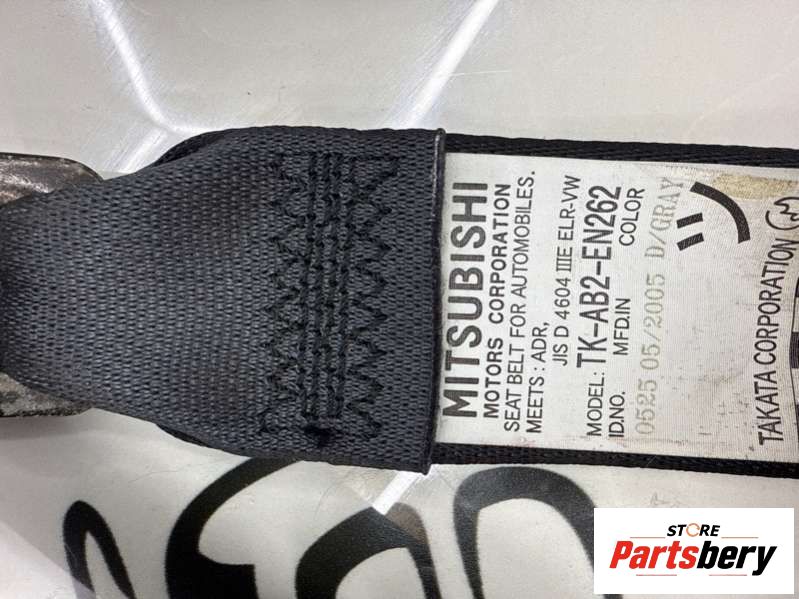 MITSUBISHI
MOTORS CORPORATION
SEAT BELT FOR AUTOMOBILES.
MEETS : ADR,
JIS D 4604 IIIE ELR-VW
MODEL: TK-AB2-EN262
ID.NO. MFD.IN COLOR
0525 05/2005 D/GRAY
ツ
TAKATA CORPORATION
STORE
Partsbery